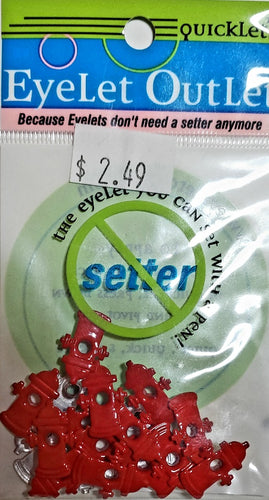 QUICKLET
EYELET OUTLET
Because Eyelets don't need a setter anymore
$ 2.49
THE eyeLET you can set with a pen!
setter